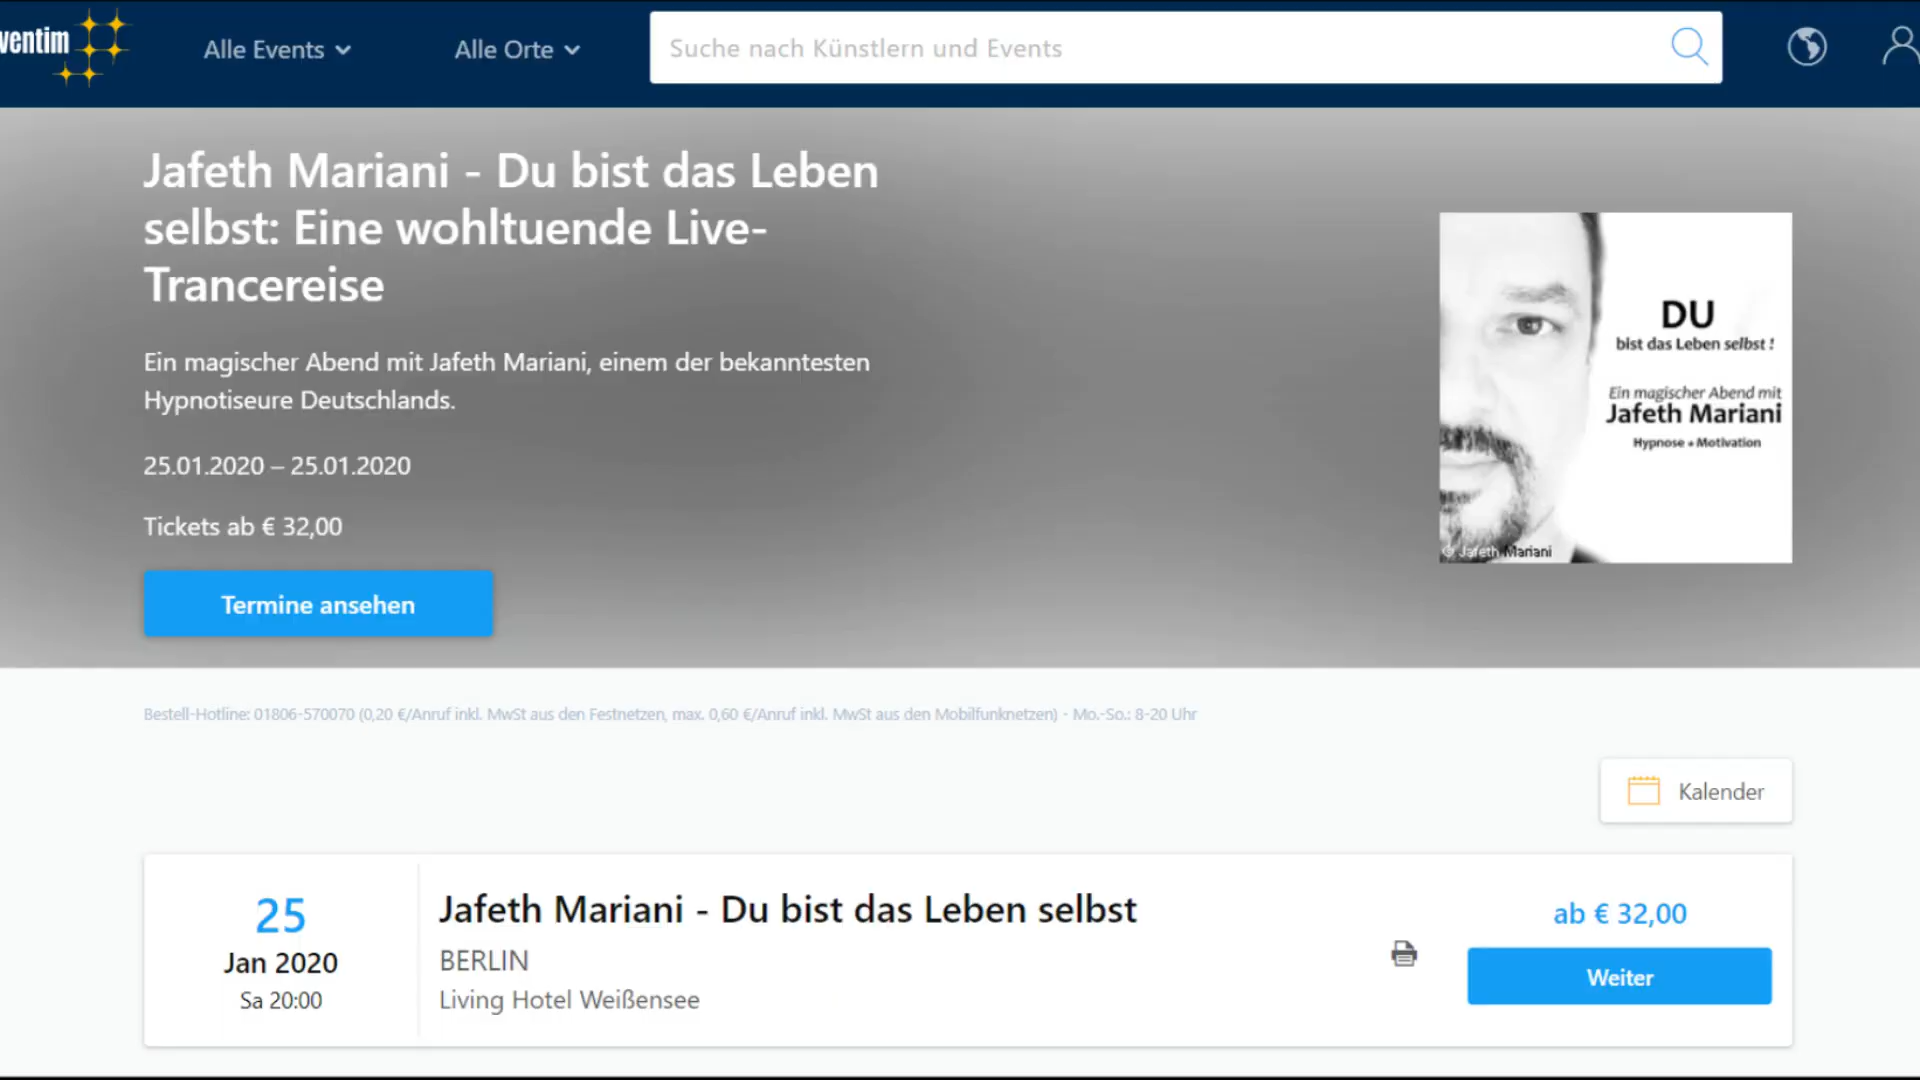 ventim
Alle Events
Alle Orte
Suche nach Künstlern und Events
Jafeth Mariani - Du bist das Leben
selbst: Eine wohltuende Live-
Trancereise
Ein magischer Abend mit Jafeth Mariani, einem der bekanntesten
Hypnotiseure Deutschlands.
25.01.2020 – 25.01.2020
Tickets ab € 32,00
Termine ansehen
DU
bist das Leben selbst !
Ein magischer Abend mit
Jafeth Mariani
Hypnose + Motivation
© Jafeth Mariani
Bestell-Hotline: 01806-570070 (0,20 €/Anruf inkl. MwSt aus den Festnetzen, max. 0,60 €/Anruf inkl. MwSt aus den Mobilfunknetzen) - Mo.-So.: 8-20 Uhr
Kalender
25
Jan 2020
Sa 20:00
Jafeth Mariani - Du bist das Leben selbst
BERLIN
Living Hotel Weißensee
ab € 32,00
Weiter